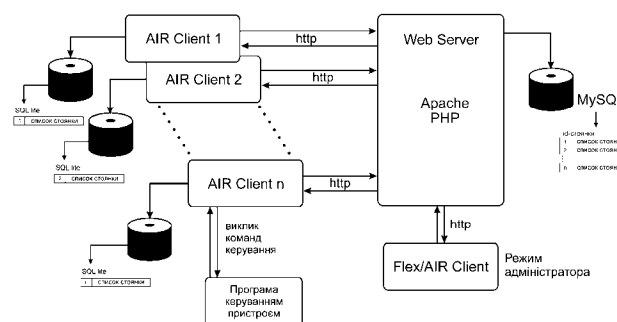 AIR Client 1
http
AIR Client 2
http
Web Server
Apache
PHP
MySQ
SQL lite
1 список стоянки
SQL lite
2 список стоянки
id-стоянки
1 список стоян
2 список стоян
n список стоян
AIR Client n
http
виклик
команд
керування
http
SQL lite
список стоянки
Flex/AIR Client
Режим
адміністратора
Програма
керуванням
пристроєм